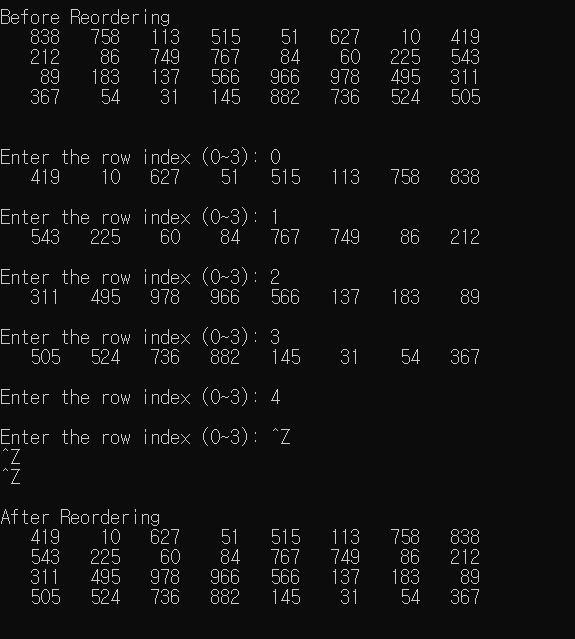 Before Reordering
838 758 113 515 51 627 10 419
212 86 749 767 84 60 225 543
89 183 137 566 966 978 495 311
367 54 31 145 882 736 524 505
Enter the row index (0~3): 0
419 10 627 51 515 113 758 838
Enter the row index (0~3): 1
543 225 60 84 767 749 86 212
Enter the row index (0~3): 2
311 495 978 966 566 137 183 89
Enter the row index (0~3): 3
505 524 736 882 145 31 54 367
Enter the row index (0~3): 4
Enter the row index (0~3): ^Z
^Z
^Z
After Reordering
419 10 627 51 515 113 758 838
543 225 60 84 767 749 86 212
311 495 978 966 566 137 183 89
505 524 736 882 145 31 54 367